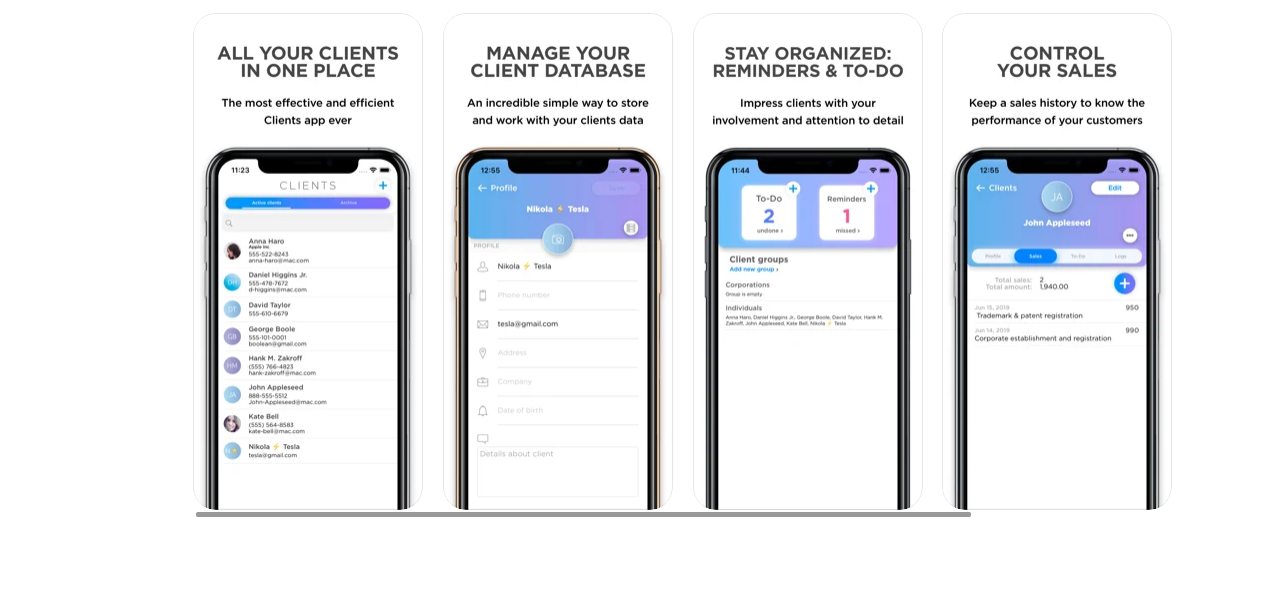 ALL YOUR CLIENTS
IN ONE PLACE
The most effective and efficient
Clients app ever
11:23
CLIENTS
Active clients
Archive
Anna Haro
Apple Inc.
555-522-8243
anna-haro@mac.com
DH
Daniel Higgins Jr.
555-478-7672
d-higgins@mac.com
DT
David Taylor
555-610-6679
GB
George Boole
555-101-0001
boolean@gmail.com
HM
Hank M. Zakroff
(555) 766-4823
hank-zakroff@mac.com
JA
John Appleseed
888-555-5512
John-Appleseed@mac.com
Kate Bell
(555) 564-8583
kate-bell@mac.com
Nikola ⚡ Tesla
tesla@gmail.com
MANAGE YOUR
CLIENT DATABASE
An incredible simple way to store
and work with your clients data
12:55
← Profile
Nikola ⚡ Tesla
PROFILE
Nikola ⚡ Tesla
Phone number
tesla@gmail.com
Address
Company
Date of birth
Details about client
STAY ORGANIZED:
REMINDERS & TO-DO
Impress clients with your
involvement and attention to detail
11:44
To-Do
2
undone ›
Reminders
1
missed ›
Client groups
Add new group ›
Corporations
Group is empty
Individuals
Anna Haro, Daniel Higgins Jr., George Boole, David Taylor, Hank M.
Zakroff, John Appleseed, Kate Bell, Nikola ⚡ Tesla
CONTROL
YOUR SALES
Keep a sales history to know the
performance of your customers
12:55
← Clients
JA
Edit
John Appleseed
Profile
Sales
To-Do
Logs
Total sales: 2
Total amount: 1,940.00
Jun 15, 2019
950
Trademark & patent registration
Jun 14, 2019
990
Corporate establishment and registration